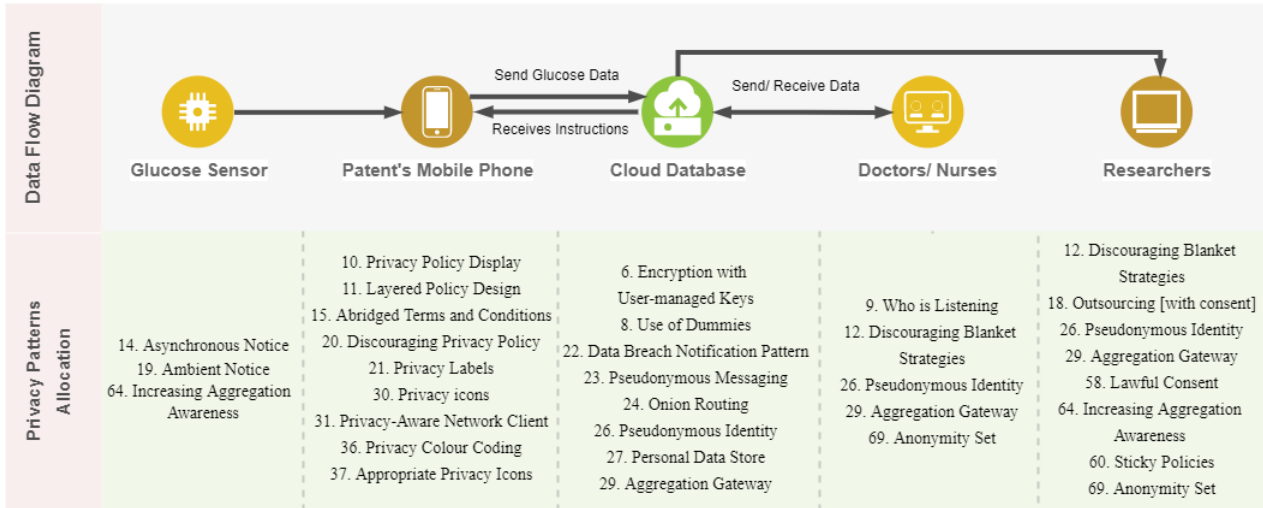 Data Flow Diagram
Send Glucose Data
Receives Instructions
Send/ Receive Data
Glucose Sensor
Patent's Mobile Phone
Cloud Database
Doctors/ Nurses
Researchers
Privacy Patterns
Allocation
14. Asynchronous Notice
19. Ambient Notice
64. Increasing Aggregation
Awareness
10. Privacy Policy Display
11. Layered Policy Design
15. Abridged Terms and Conditions
20. Discouraging Privacy Policy
21. Privacy Labels
30. Privacy icons
31. Privacy-Aware Network Client
36. Privacy Colour Coding
37. Appropriate Privacy Icons
6. Encryption with
User-managed Keys
8. Use of Dummies
22. Data Breach Notification Pattern
23. Pseudonymous Messaging
24. Onion Routing
26. Pseudonymous Identity
27. Personal Data Store
29. Aggregation Gateway
9. Who is Listening
12. Discouraging Blanket
Strategies
26. Pseudonymous Identity
29. Aggregation Gateway
69. Anonymity Set
12. Discouraging Blanket
Strategies
18. Outsourcing [with consent]
26. Pseudonymous Identity
29. Aggregation Gateway
58. Lawful Consent
64. Increasing Aggregation
Awareness
60. Sticky Policies
69. Anonymity Set